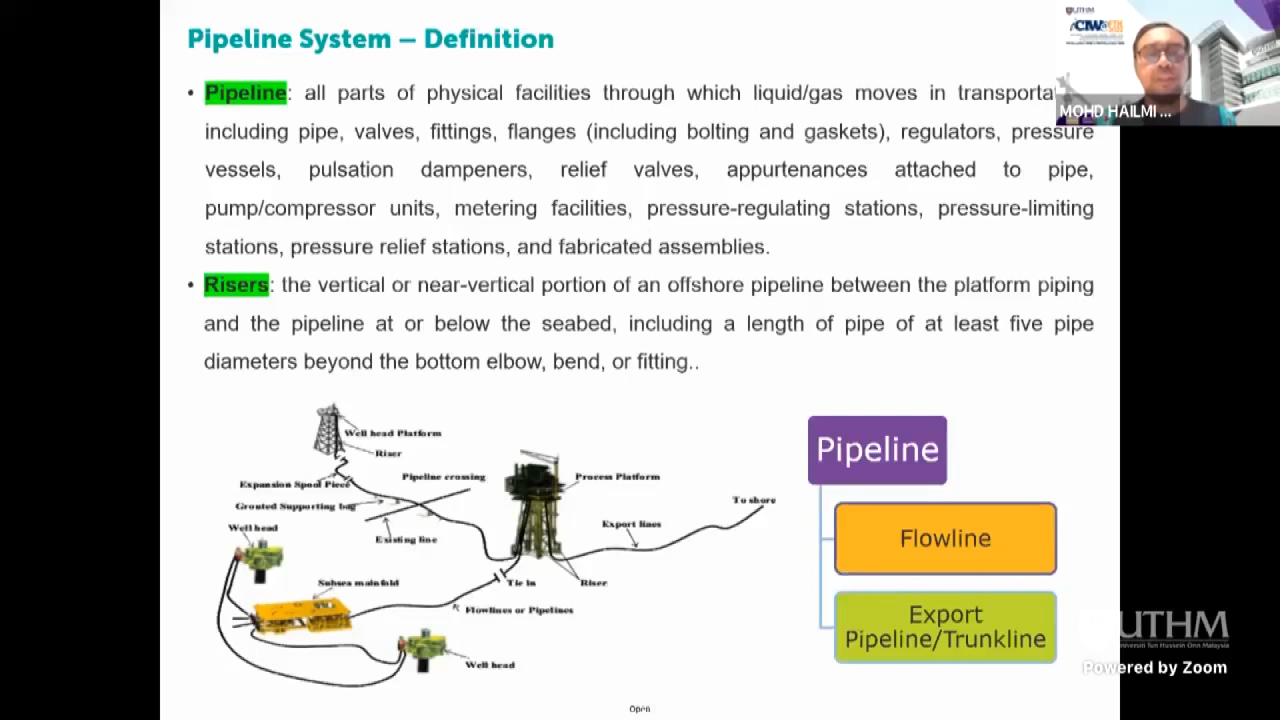 Pipeline System – Definition
• Pipeline: all parts of physical facilities through which liquid/gas moves in
including pipe, valves, fittings, flanges (including bolting and gaskets), regulators, pressure
vessels, pulsation dampeners, relief valves, appurtenances attached to pipe,
pump/compressor units, metering facilities, pressure-regulating stations, pressure-limiting
stations, pressure relief stations, and fabricated assemblies.
• Risers: the vertical or near-vertical portion of an offshore pipeline between the platform piping
and the pipeline at or below the seabed, including a length of pipe of at least five pipe
diameters beyond the bottom elbow, bend, or fitting..
Well head Platform
Riser
Expansion Spool Piece
Pipeline crossing
Process Platform
Grouted Supporting bag
To shore
Well head
Existing line
Export lines
Subsea mainfold
Tie in
Riser
Flowlines or Pipelines
Well head
Pipeline
Flowline
Export
Pipeline/Trunkline
UTHM
MOHD HAILMI ...
UTHM
Universiti Tun Hussein Onn Malaysia
Powered by Zoom
Open